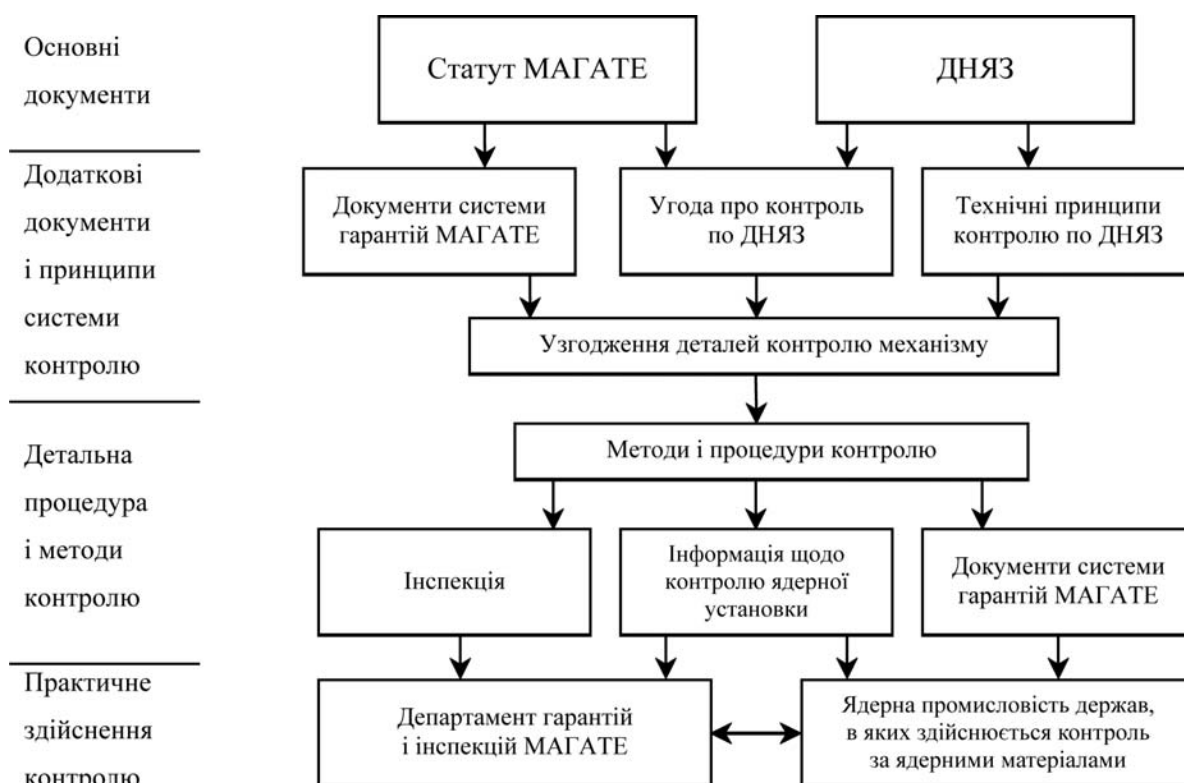 Основні
документи
Статут МАГАТЕ
ДНЯЗ
Додаткові
документи
і принципи
системи
контролю
Документи системи
гарантій МАГАТЕ
Угода про контроль
по ДНЯЗ
Технічні принципи
контролю по ДНЯЗ
Узгодження деталей контролю механізму
Детальна
процедура
і методи
контролю
Методи і процедури контролю
Інспекція
Інформація щодо
контролю ядерної
установки
Документи системи
гарантій МАГАТЕ
Практичне
здійснення
контролю
Департамент гарантій
і інспекцій МАГАТЕ
Ядерна промисловість держав,
в яких здійснюється контроль
за ядерними матеріалами